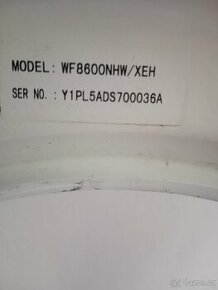 MODEL: WF8600NHW/XEH
SER NO. : Y1PL5ADS700036A